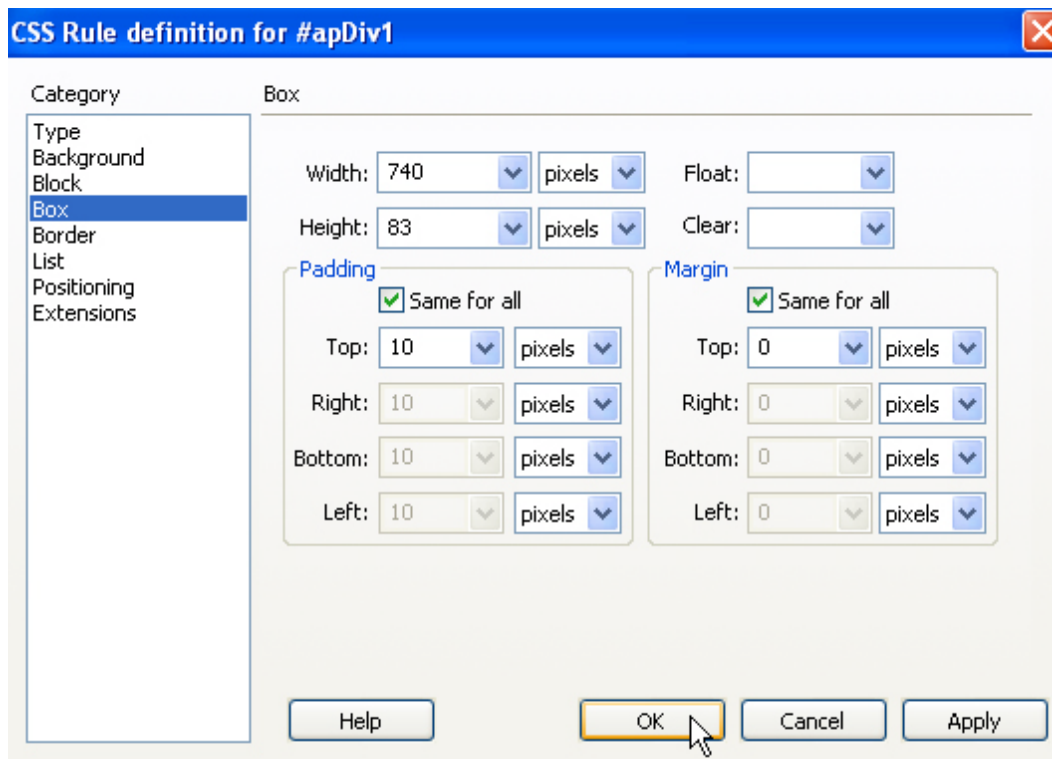 CSS Rule definition for #apDiv1
Category
Box
Type
Background
Block
Box
Border
List
Positioning
Extensions
Width: 740 pixels Float:
Height: 83 pixels Clear:
Padding Margin
Same for all Same for all
Top: 10 pixels Top: 0 pixels
Right: 10 pixels Right: 0 pixels
Bottom: 10 pixels Bottom: 0 pixels
Left: 10 pixels Left: 0 pixels
Help OK Cancel Apply